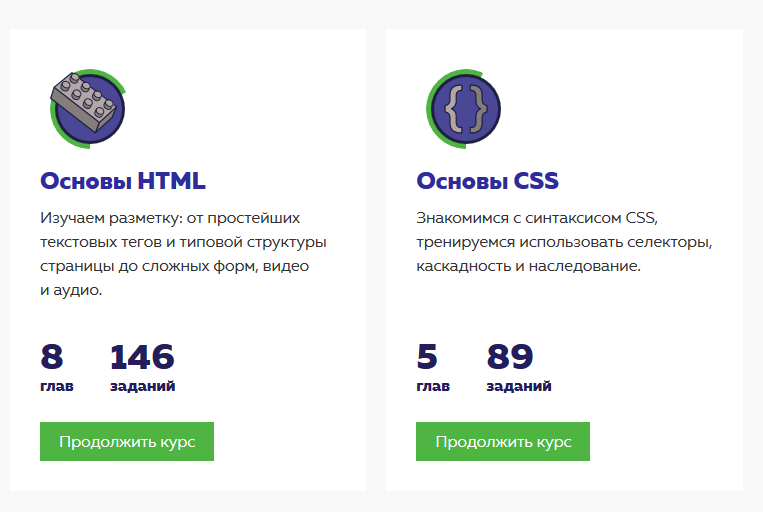 Основы HTML
Изучаем разметку: от простейших
текстовых тегов и типовой структуры
страницы до сложных форм, видео
и аудио.
8 146
глав заданий
Продолжить курс
{ }
Основы CSS
Знакомимся с синтаксисом CSS,
тренируемся использовать селекторы,
каскадность и наследование.
5 89
глав заданий
Продолжить курс